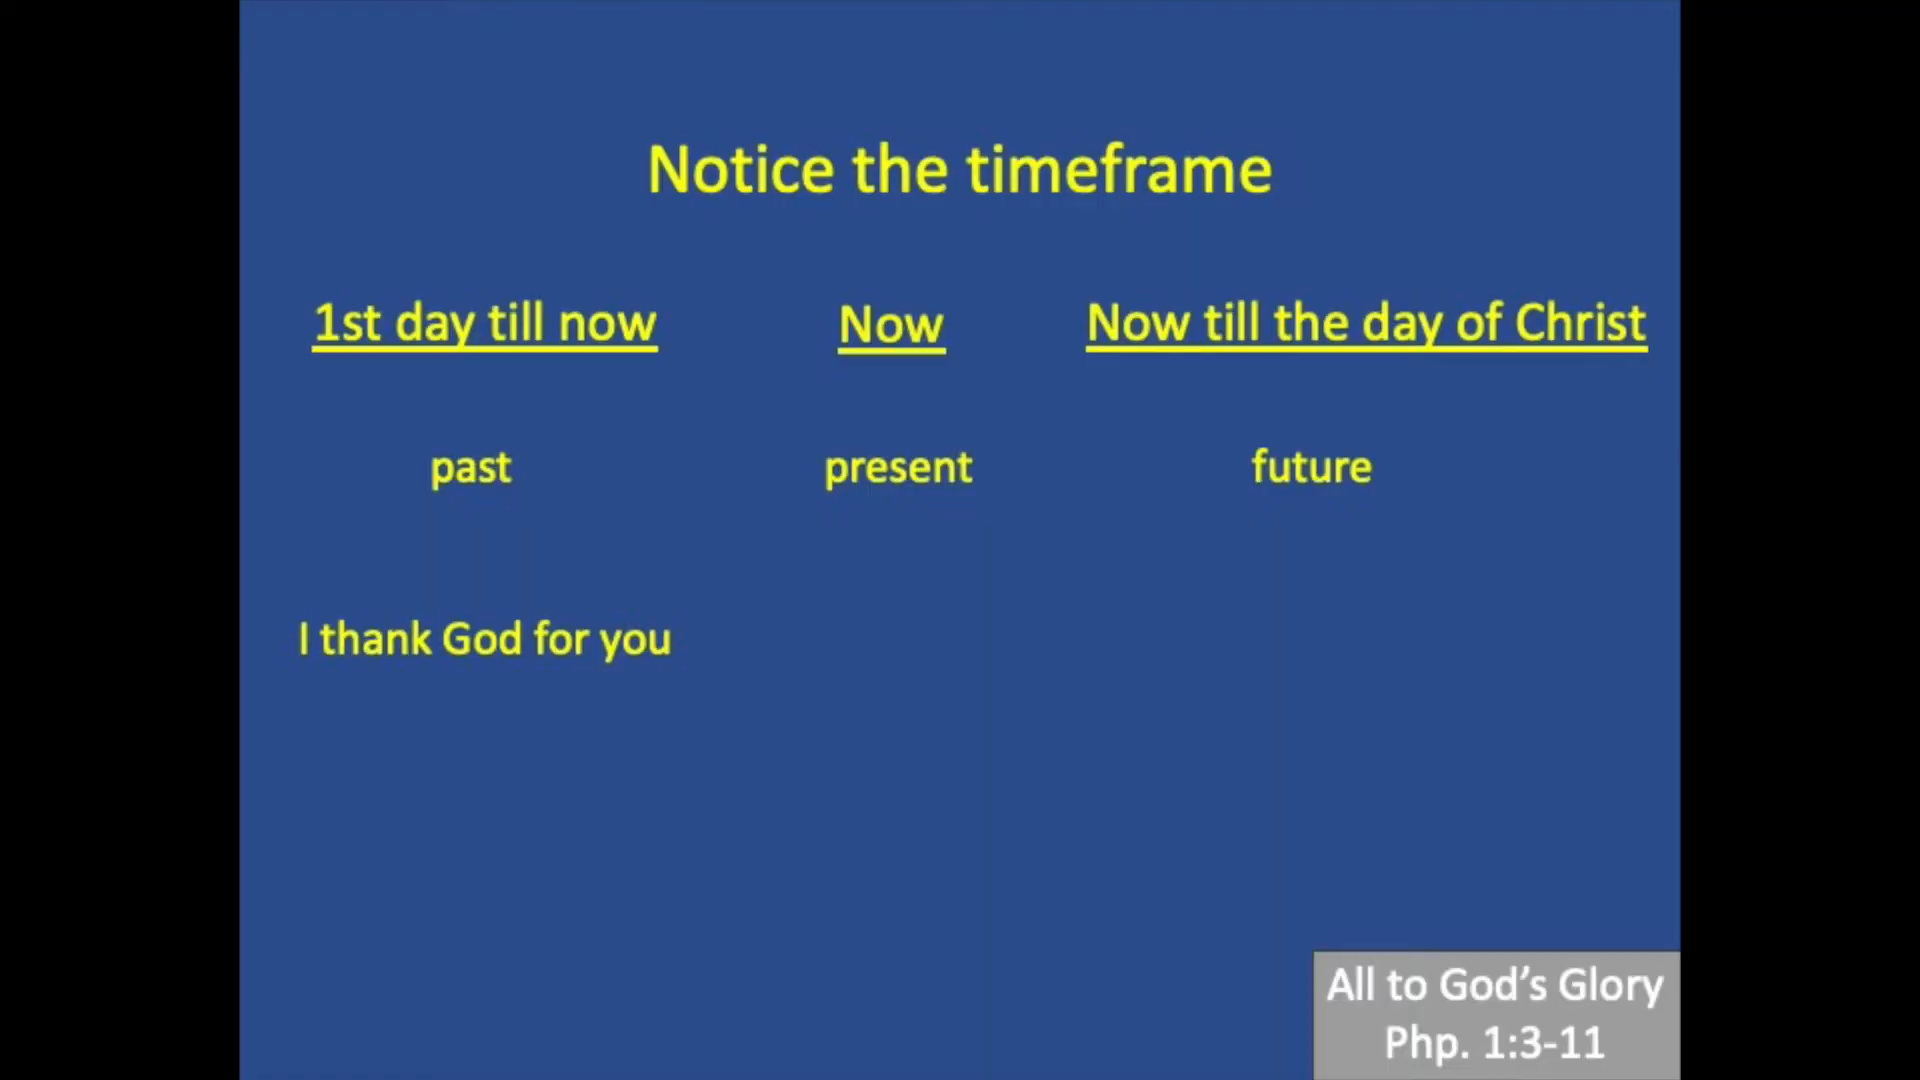 Notice the timeframe
1st day till now
Now
Now till the day of Christ
past
present
future
I thank God for you
All to God’s Glory
Php. 1:3-11